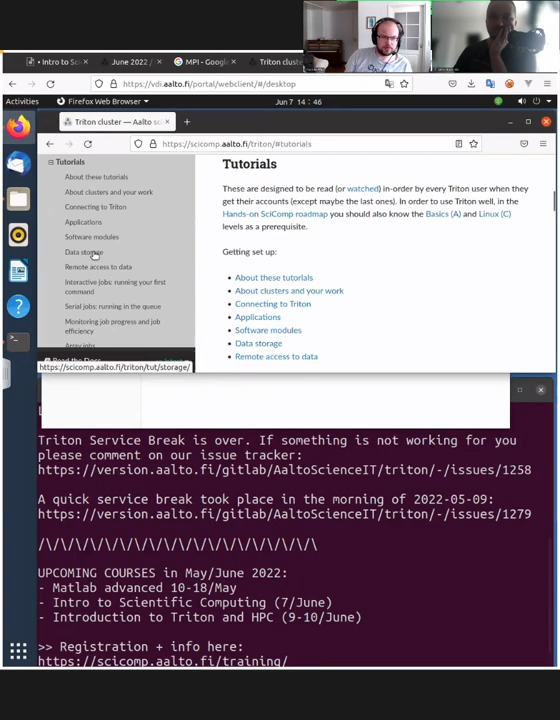 • Intro to Sci
June 2022 /
MPI - Google
Triton cluste
https://vdi.aalto.fi/portal/webclient/#/desktop
Activities
Firefox Web Browser
Jun 7 14:46
Triton cluster — Aalto sc
https://scicomp.aalto.fi/triton/#tutorials
Tutorials
About these tutorials
About clusters and your work
Connecting to Triton
Applications
Software modules
Data storage
Remote access to data
Interactive jobs: running your first
command
Serial jobs: running in the queue
Monitoring job progress and job
efficiency
Array jobs
Read the Docs
https://scicomp.aalto.fi/triton/tut/storage/
Tutorials
These are designed to be read (or watched) in-order by every Triton user when they
get their accounts (except maybe the last ones). In order to use Triton well, in the
Hands-on SciComp roadmap you should also know the Basics (A) and Linux (C)
levels as a prerequisite.
Getting set up:
• About these tutorials
• About clusters and your work
• Connecting to Triton
• Applications
• Software modules
• Data storage
• Remote access to data
Triton Service Break is over. If something is not working for you
please comment on our issue tracker:
https://version.aalto.fi/gitlab/AaltoScienceIT/triton/-/issues/1258
A quick service break took place in the morning of 2022-05-09:
https://version.aalto.fi/gitlab/AaltoScienceIT/triton/-/issues/1279
/\/\/\/\/\/\/\/\/\/\/\/\/\/\/\/\/\/\
UPCOMING COURSES in May/June 2022:
- Matlab advanced 10-18/May
- Intro to Scientific Computing (7/June)
- Introduction to Triton and HPC (9-10/June)
>> Registration + info here:
https://scicomp.aalto.fi/training/